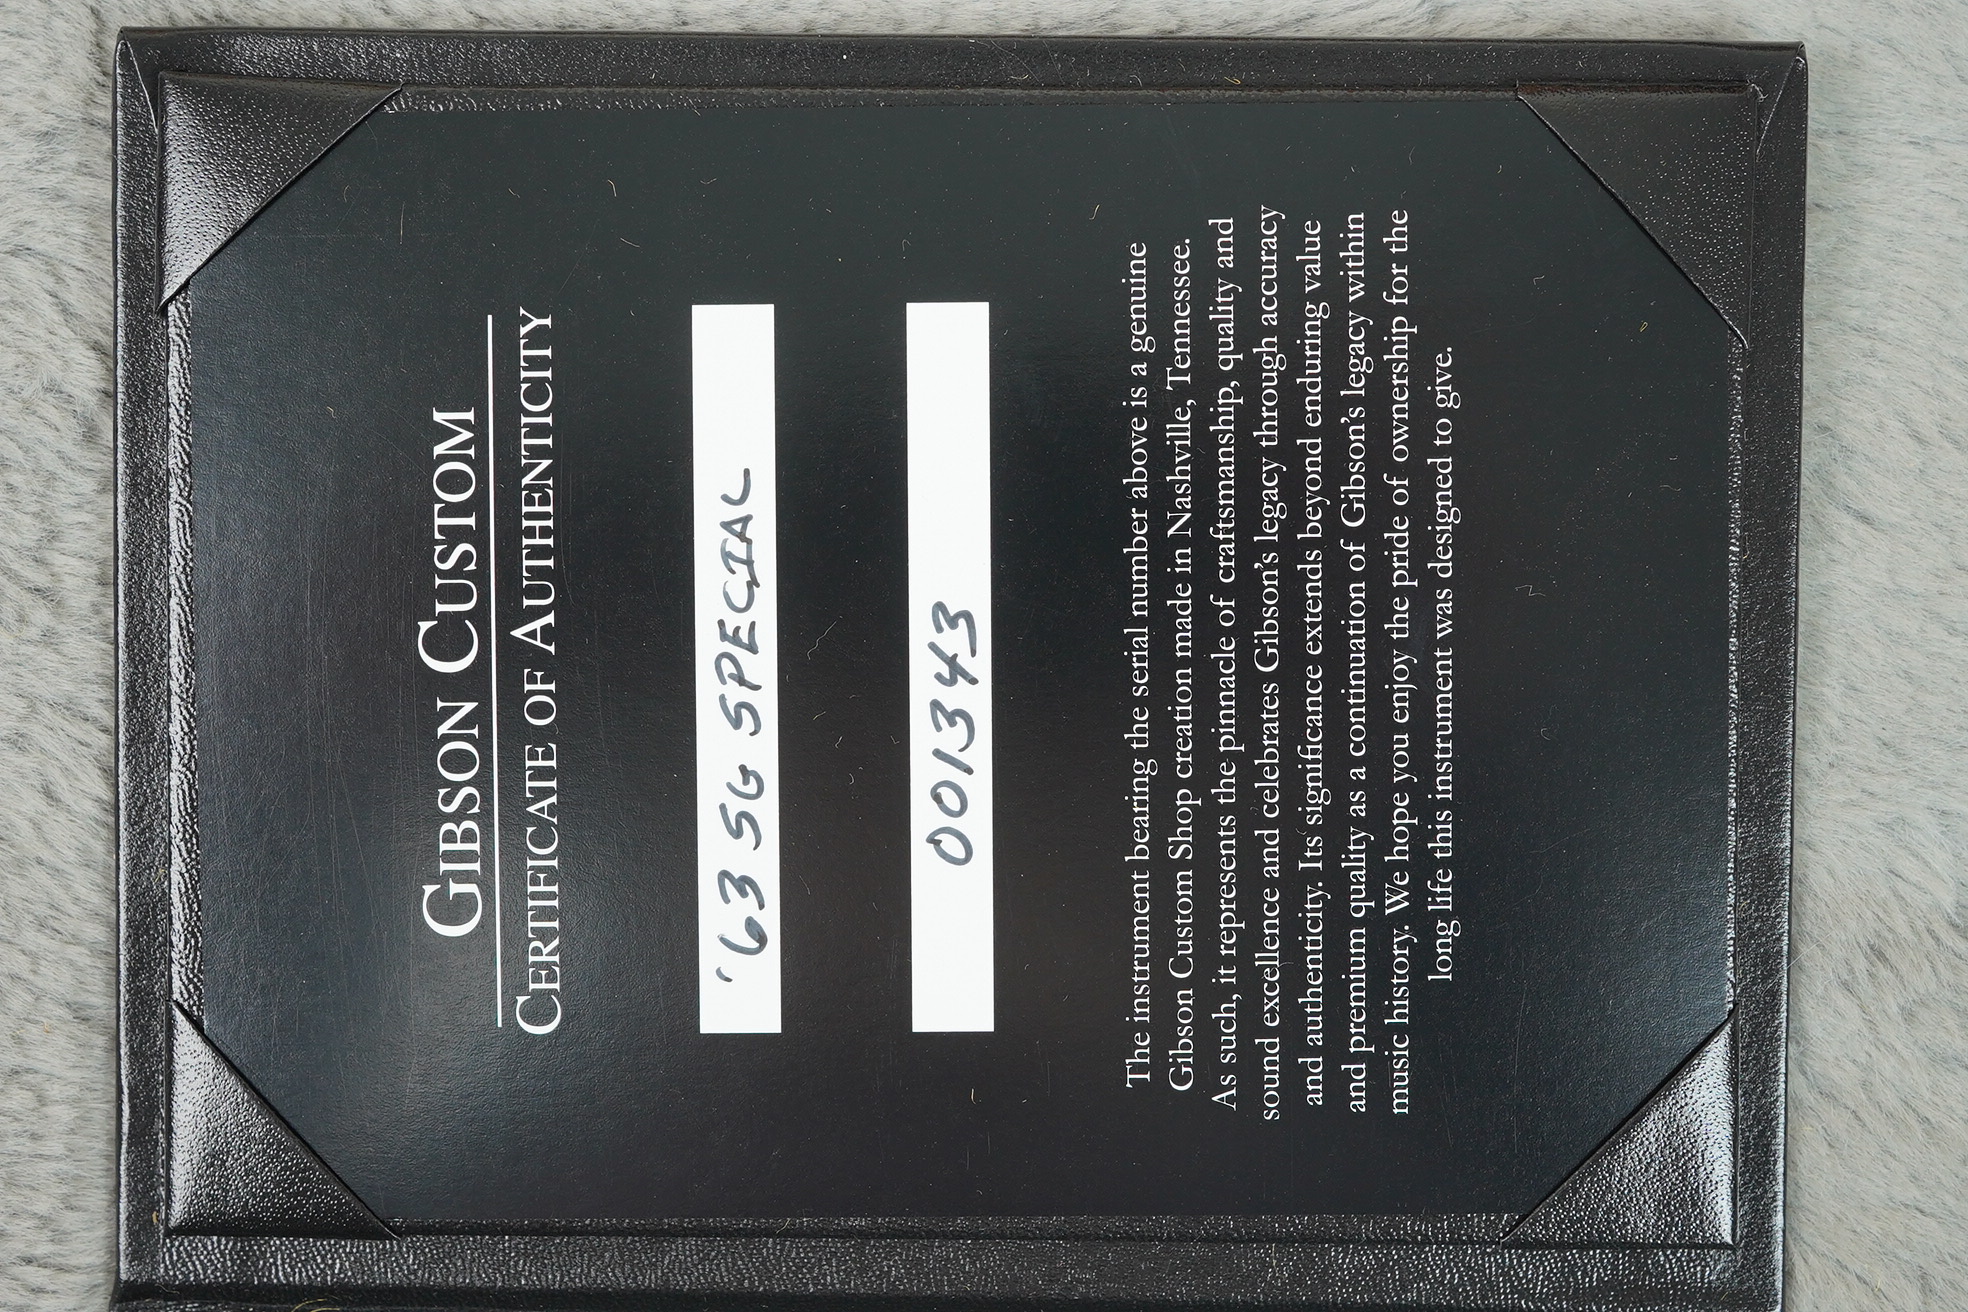 GIBSON CUSTOM
CERTIFICATE OF AUTHENTICITY
'63 SG SPECIAL
001343
The instrument bearing the serial number above is a genuine
Gibson Custom Shop creation made in Nashville, Tennessee.
As such, it represents the pinnacle of craftsmanship, quality and
sound excellence and celebrates Gibson's legacy through accuracy
and authenticity. Its significance extends beyond enduring value
and premium quality as a continuation of Gibson's legacy within
music history. We hope you enjoy the pride of ownership for the
long life this instrument was designed to give.